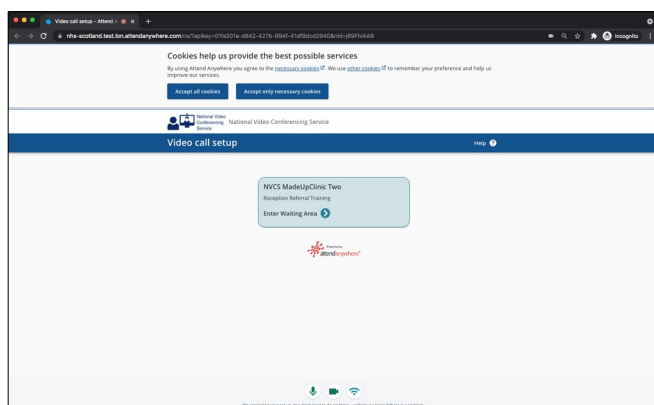 Video call setup - Attend A
nhs-scotland.test.lon.attendanywhere.com/ce/?apikey=01fa201a-d842-427b-894f-41df9dcd2940&nid=J69FhIAAB
Incognito
Cookies help us provide the best possible services
By using Attend Anywhere you agree to the necessary cookies. We use other cookies to remember your preference and help us
improve our services.
Accept all cookies
Accept only necessary cookies
National Video
Conferencing
Service
National Video Conferencing Service
Video call setup
Help
NVCS MadeUpClinic Two
Reception Referral Training
Enter Waiting Area
Powered by
attendanywhere